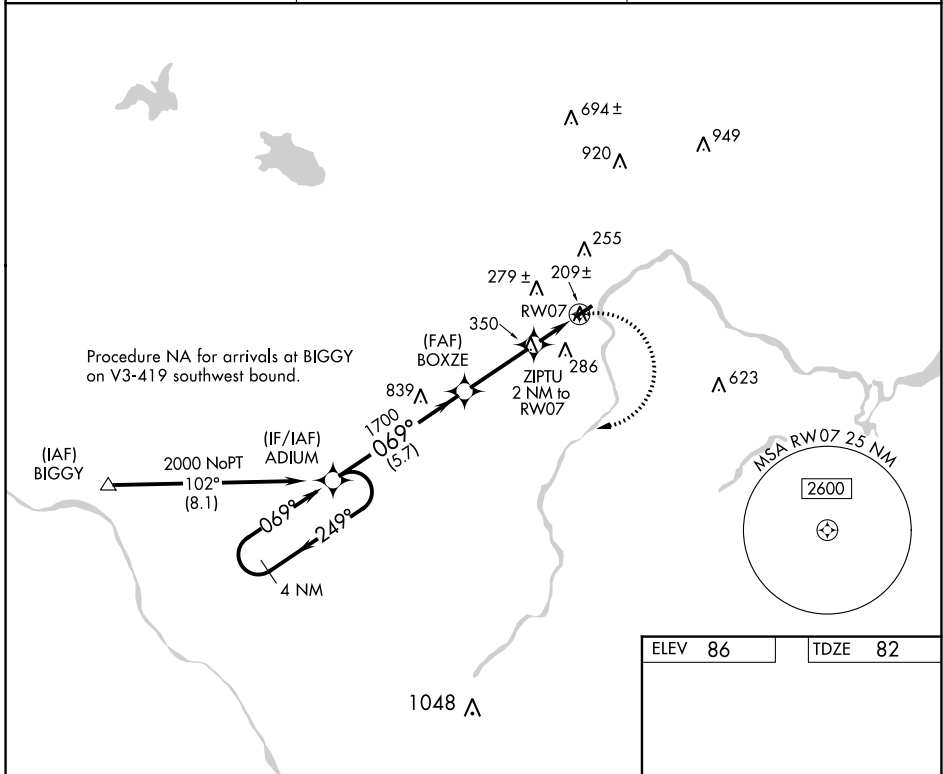 694 ±
949
920
255
279 ±
209±
RW07
350
(FAF)
BOXZE
286
ZIPTU
2 NM to
RW07
Procedure NA for arrivals at BIGGY
on V3-419 southwest bound.
839
623
1700
069°
(5.7)
(IF/IAF)
ADIUM
(IAF)
BIGGY
2000 NoPT
102°
(8.1)
069°
249°
4 NM
MSA RW07 25 NM
2600
ELEV 86
TDZE 82
1048